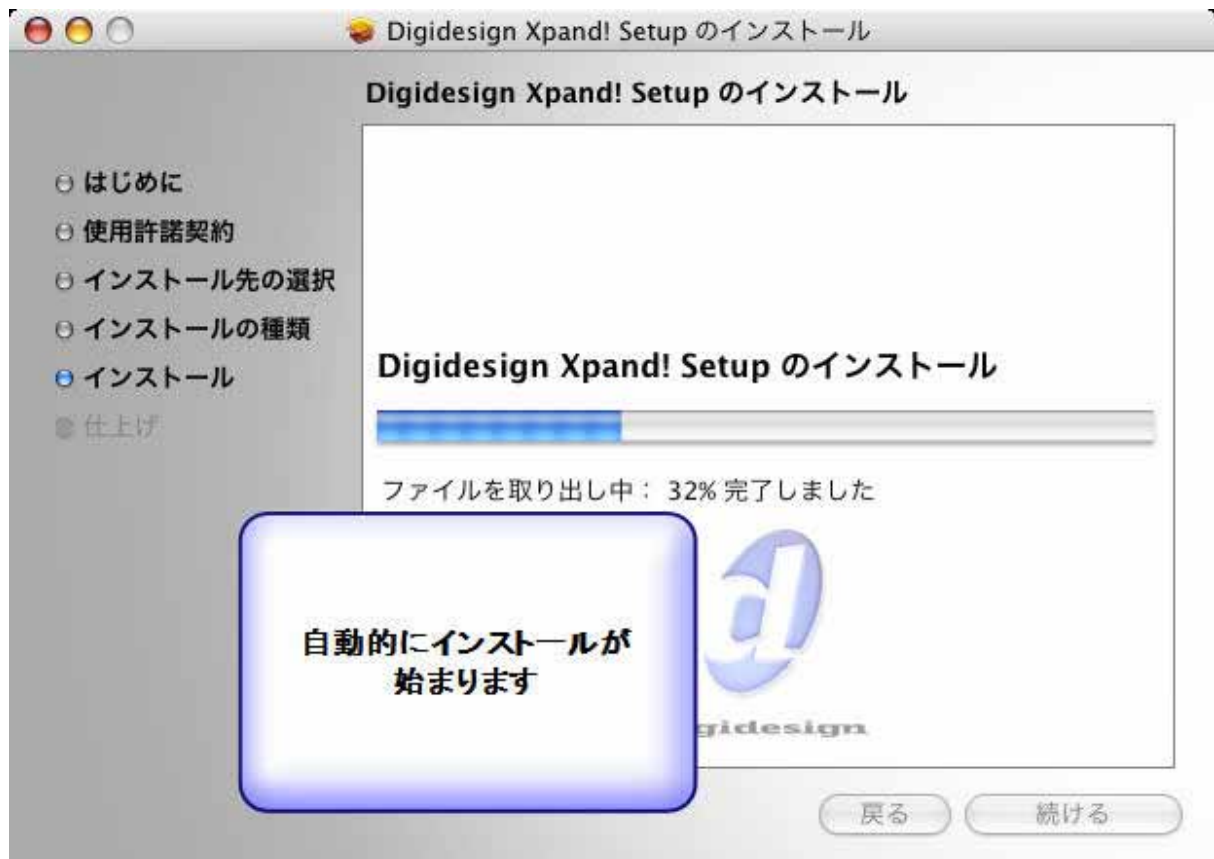 Digidesign Xpand! Setup のインストール
Digidesign Xpand! Setup のインストール
はじめに
使用許諾契約
インストール先の選択
インストールの種類
インストール
仕上げ
Digidesign Xpand! Setup のインストール
ファイルを取り出し中： 32% 完了しました
自動的にインストールが
始まります
gidesign
戻る
続ける